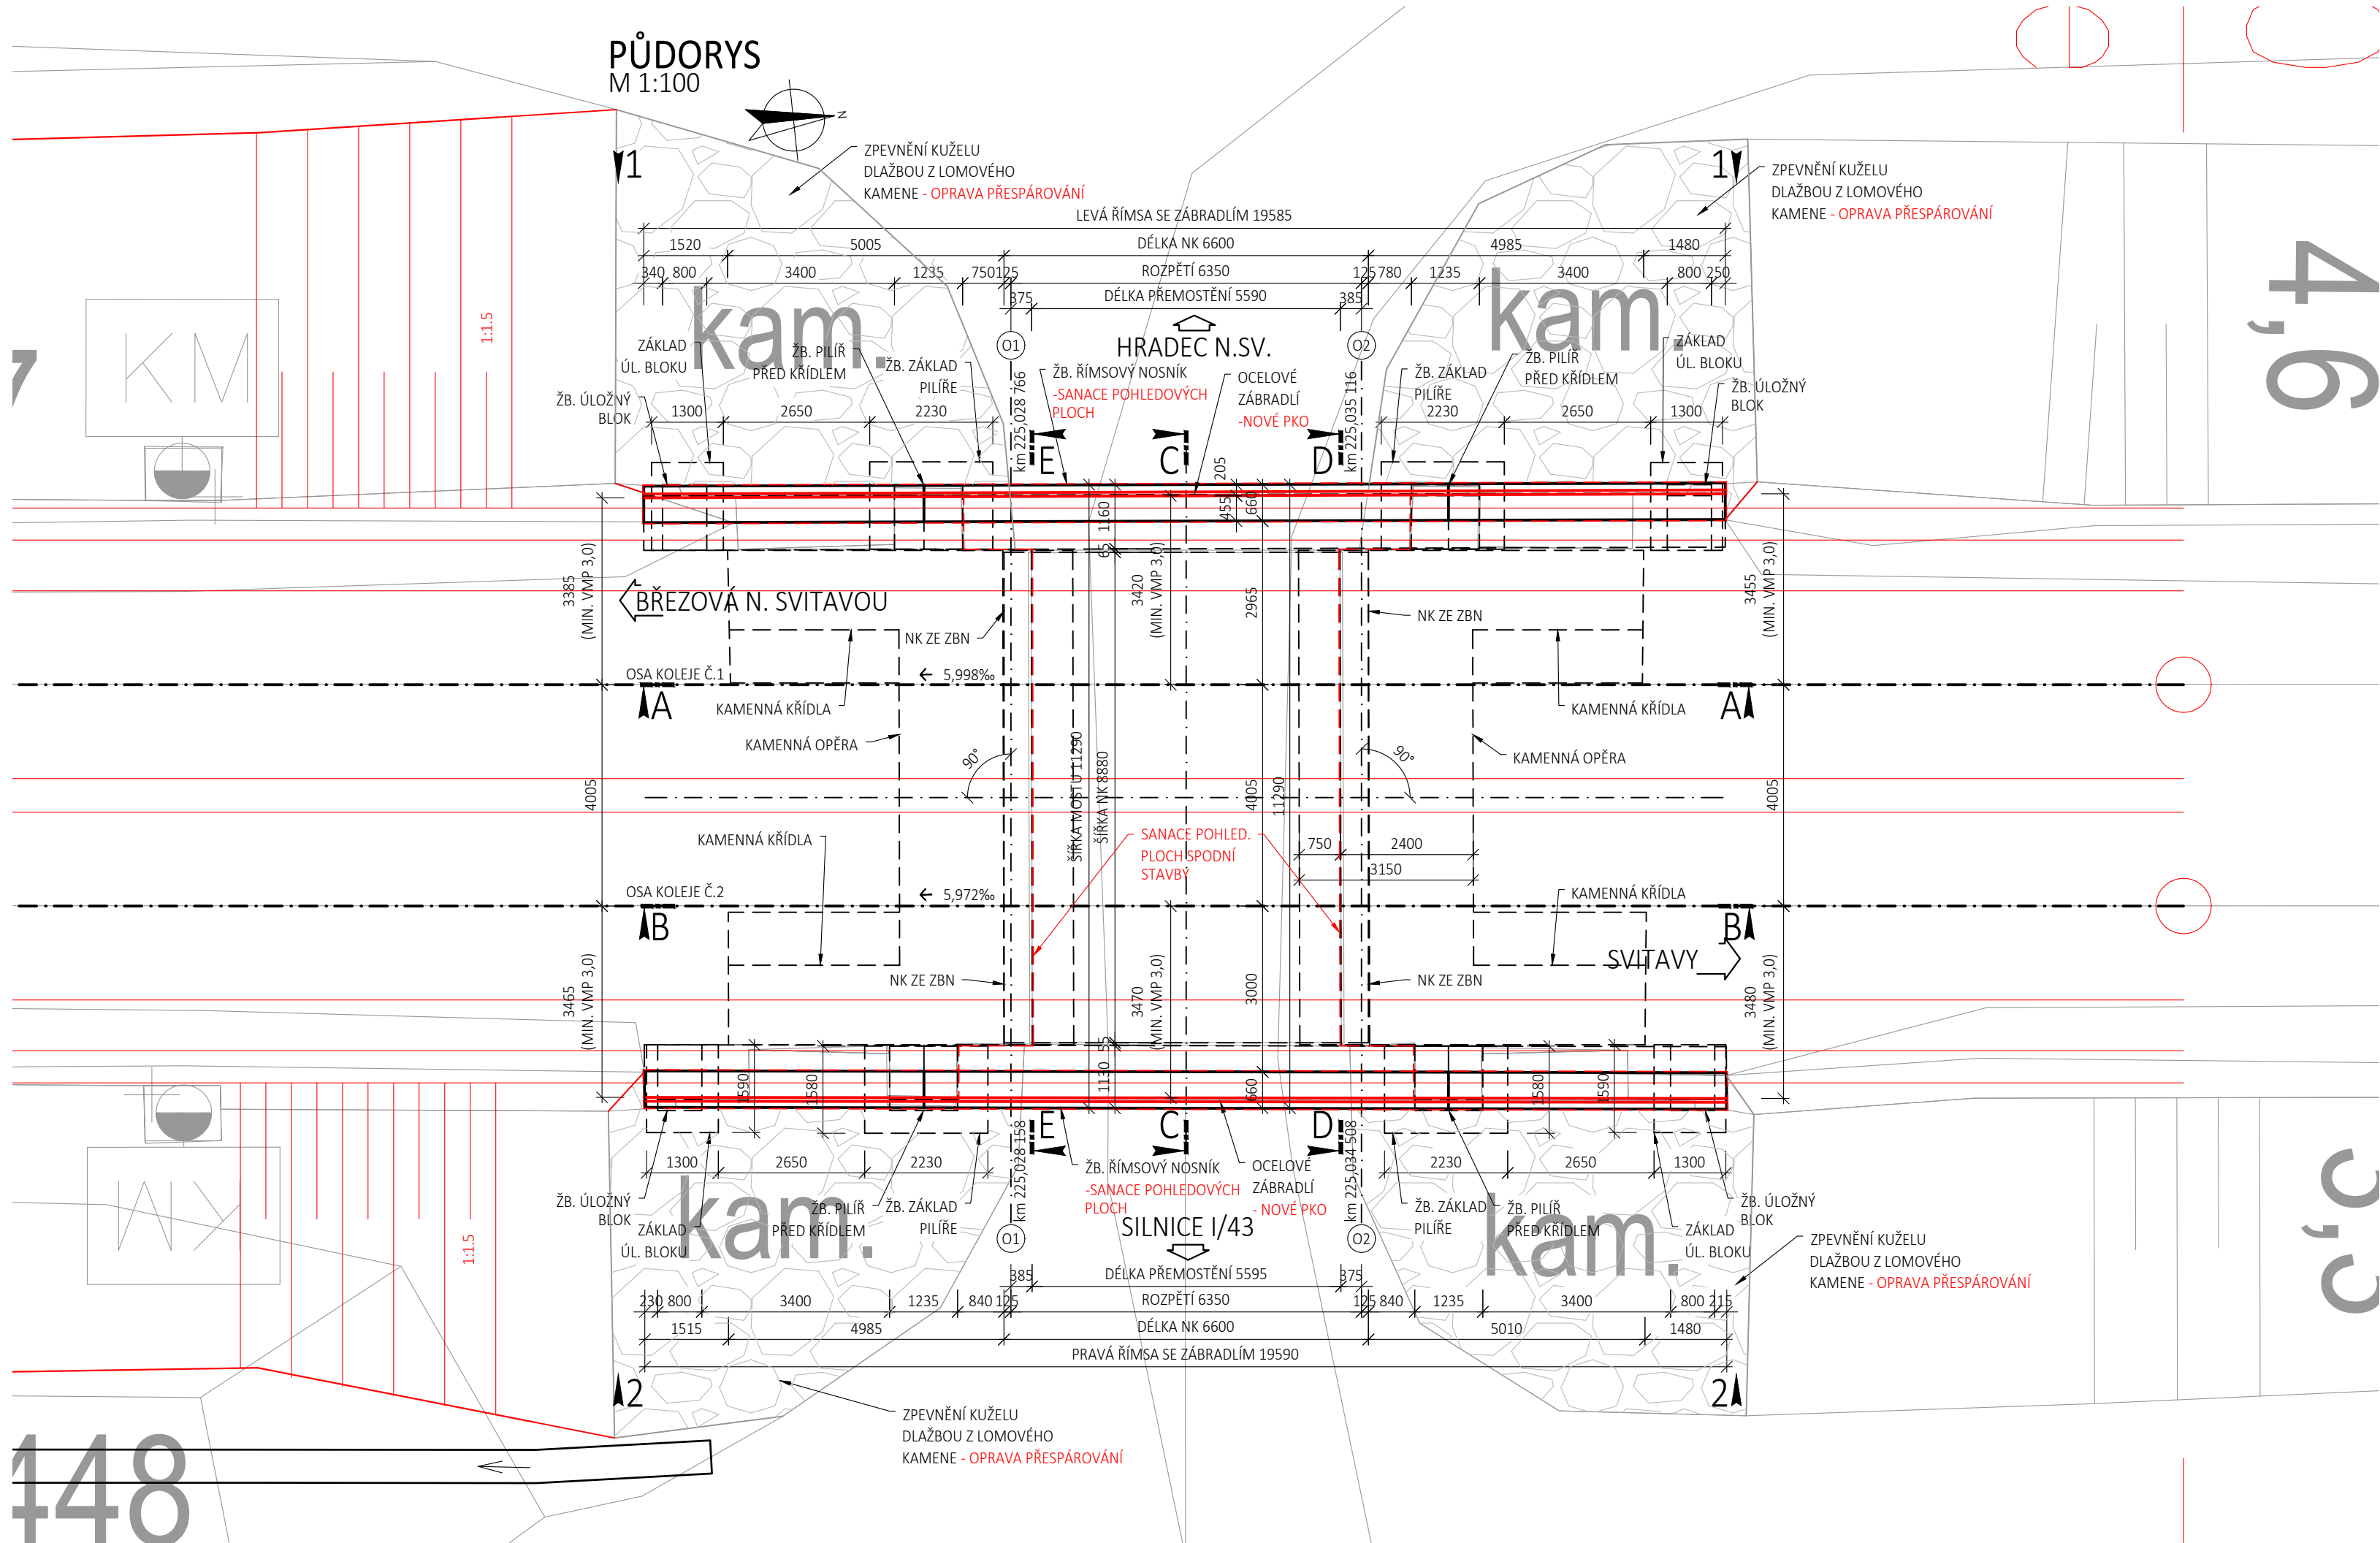 PŮDORYS
M 1:100
N
ZPEVNĚNÍ KUŽELU
DLAŽBOU Z LOMOVÉHO
KAMENE - OPRAVA PŘESPÁROVÁNÍ
ZPEVNĚNÍ KUŽELU
DLAŽBOU Z LOMOVÉHO
KAMENE - OPRAVA PŘESPÁROVÁNÍ
1
1
LEVÁ ŘÍMSA SE ZÁBRADLÍM 19585
1520
5005
DÉLKA NK 6600
4985
1480
340
800
3400
1235
750
125
ROZPĚTÍ 6350
125
780
1235
3400
800
250
375
DÉLKA PŘEMOSTĚNÍ 5590
385
kam.
kam.
4,6
KM
1:1.5
O1
HRADEC N.SV.
O2
ZÁKLAD
ÚL. BLOKU
ŽB. PILÍŘ
PŘED KŘÍDLEM
ŽB. ZÁKLAD
PILÍŘE
ŽB. ŘÍMSOVÝ NOSNÍK
-SANACE POHLEDOVÝCH
PLOCH
OCELOVÉ
ZÁBRADLÍ
-NOVÉ PKO
ŽB. ZÁKLAD
PILÍŘE
ŽB. PILÍŘ
PŘED KŘÍDLEM
ZÁKLAD
ÚL. BLOKU
ŽB. ÚLOŽNÝ
BLOK
ŽB. ÚLOŽNÝ
BLOK
km 225,028 766
km 225,035 116
1300
2650
2230
2230
2650
1300
E
C
D
205
455
660
1160
65
3385
(MIN. VMP 3,0)
3420
(MIN. VMP 3,0)
2965
3455
(MIN. VMP 3,0)
BŘEZOVÁ N. SVITAVOU
NK ZE ZBN
NK ZE ZBN
OSA KOLEJE Č.1
5,998‰
A
A
KAMENNÁ KŘÍDLA
KAMENNÁ KŘÍDLA
KAMENNÁ OPĚRA
KAMENNÁ OPĚRA
90°
90°
ŠÍŘKA MOSTU 11290
ŠÍŘKA NK 8880
4005
4005
11290
4005
KAMENNÁ KŘÍDLA
SANACE POHLED.
PLOCH SPODNÍ
STAVBY
750
2400
3150
OSA KOLEJE Č.2
5,972‰
KAMENNÁ KŘÍDLA
B
B
SVITAVY
NK ZE ZBN
NK ZE ZBN
3465
(MIN. VMP 3,0)
3470
(MIN. VMP 3,0)
3000
3480
(MIN. VMP 3,0)
1590
1580
1130
55
660
1580
1590
E
C
D
km 225,028 158
km 225,034 508
1300
2650
2230
2230
2650
1300
ŽB. ŘÍMSOVÝ NOSNÍK
-SANACE POHLEDOVÝCH
PLOCH
OCELOVÉ
ZÁBRADLÍ
- NOVÉ PKO
ŽB. ÚLOŽNÝ
BLOK
ZÁKLAD
ÚL. BLOKU
ŽB. PILÍŘ
PŘED KŘÍDLEM
ŽB. ZÁKLAD
PILÍŘE
ŽB. ZÁKLAD
PILÍŘE
ŽB. PILÍŘ
PŘED KŘÍDLEM
ZÁKLAD
ÚL. BLOKU
ŽB. ÚLOŽNÝ
BLOK
kam.
kam.
KM
1:1.5
5,5
O1
SILNICE I/43
O2
ZPEVNĚNÍ KUŽELU
DLAŽBOU Z LOMOVÉHO
KAMENE - OPRAVA PŘESPÁROVÁNÍ
385
DÉLKA PŘEMOSTĚNÍ 5595
375
230
800
3400
1235
840
125
ROZPĚTÍ 6350
125
840
1235
3400
800
215
1515
4985
DÉLKA NK 6600
5010
1480
PRAVÁ ŘÍMSA SE ZÁBRADLÍM 19590
2
2
ZPEVNĚNÍ KUŽELU
DLAŽBOU Z LOMOVÉHO
KAMENE - OPRAVA PŘESPÁROVÁNÍ
448